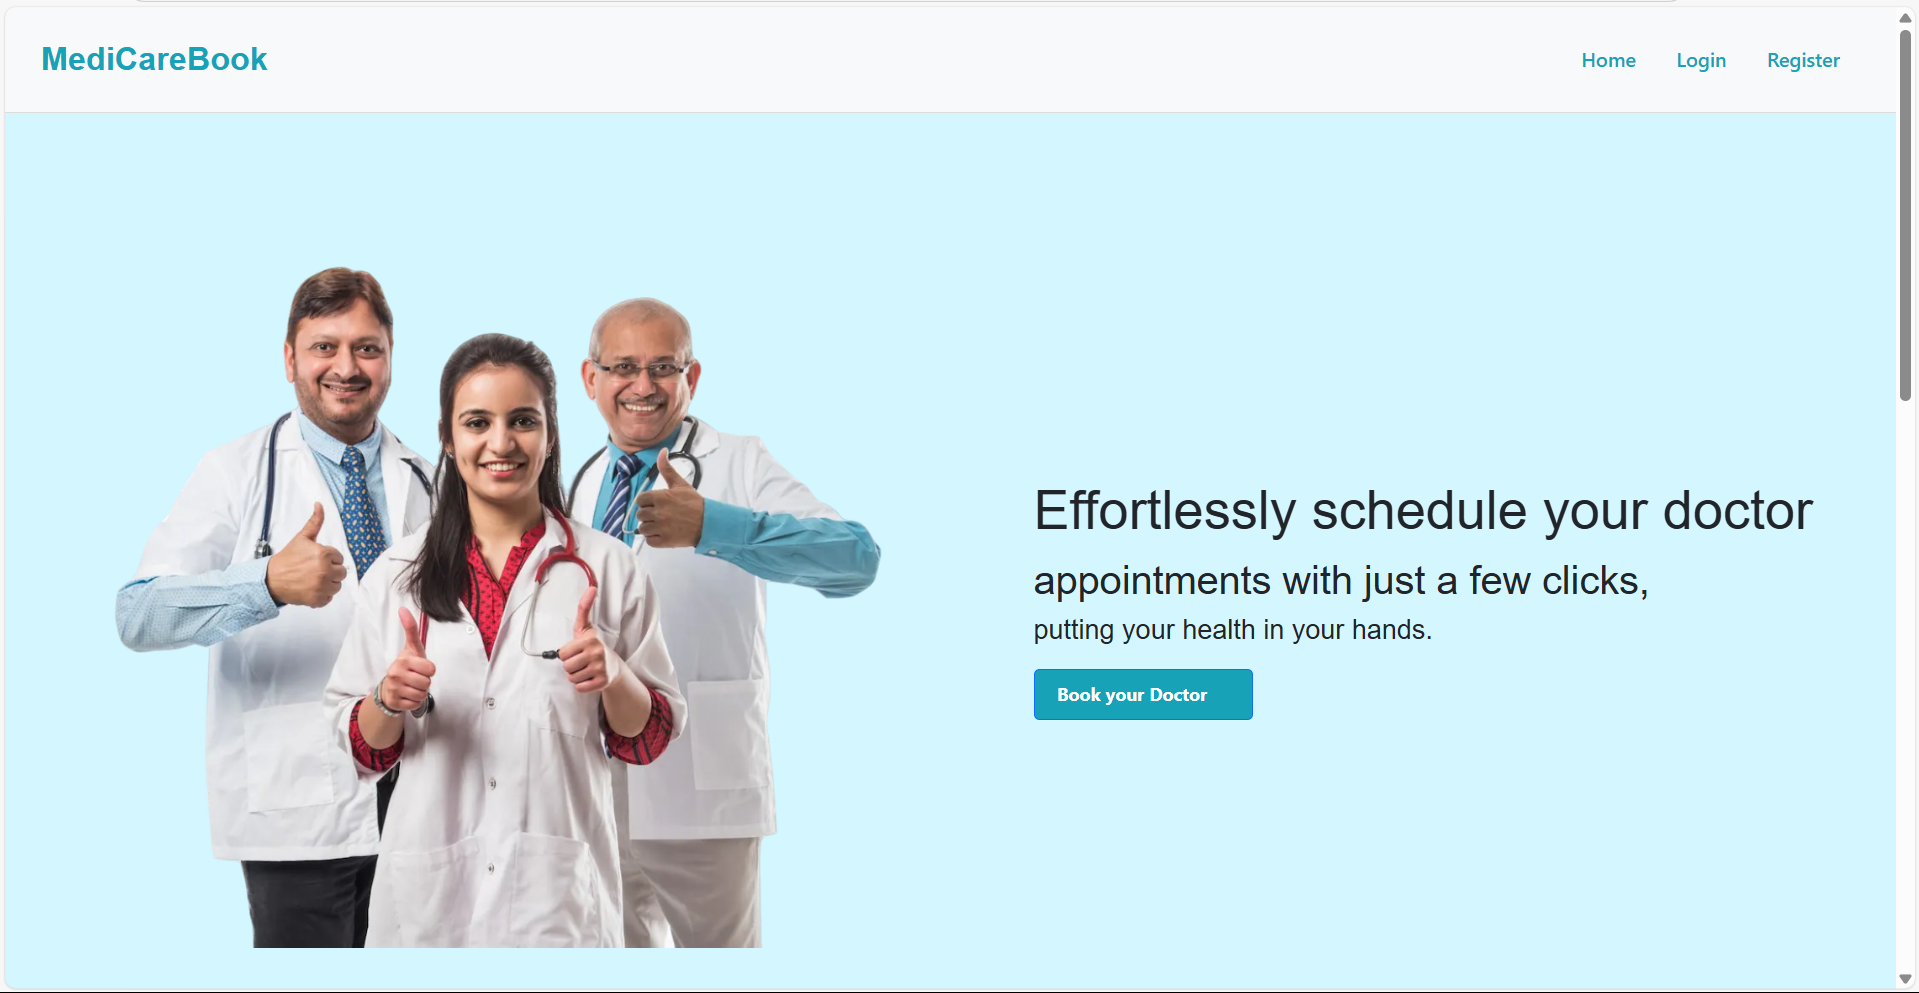 MediCareBook
Home Login Register
Effortlessly schedule your doctor
appointments with just a few clicks,
putting your health in your hands.
Book your Doctor